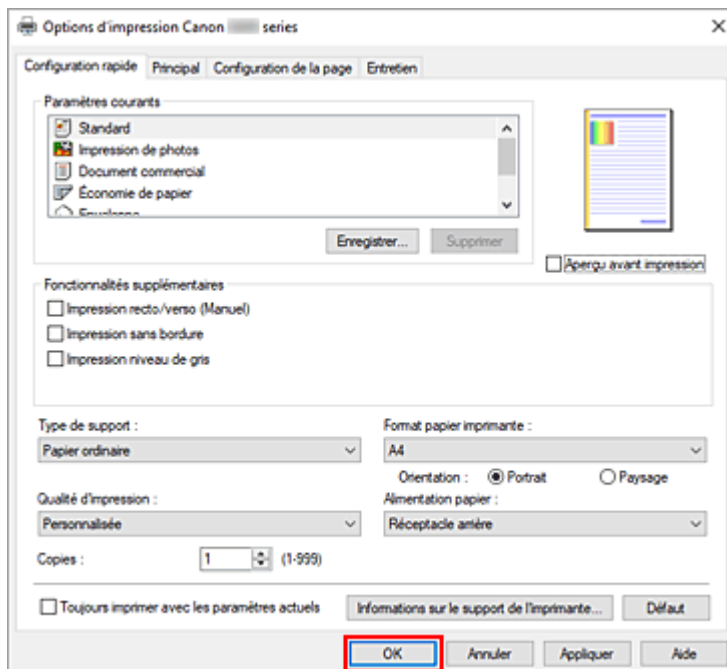 Options d'impression Canon series
Configuration rapide Principal Configuration de la page Entretien
Paramètres courants
Standard
Impression de photos
Document commercial
Économie de papier
Enregistrer... Supprimer
Aperçu avant impression
Fonctionnalités supplémentaires
Impression recto/verso (Manuel)
Impression sans bordure
Impression niveau de gris
Type de support : Format papier imprimante :
Papier ordinaire A4
Orientation : Portrait Paysage
Qualité d'impression : Alimentation papier :
Personnalisée Réceptacle arrière
Copies : 1 (1-999)
Toujours imprimer avec les paramètres actuels Informations sur le support de l'imprimante... Défaut
OK Annuler Appliquer Aide